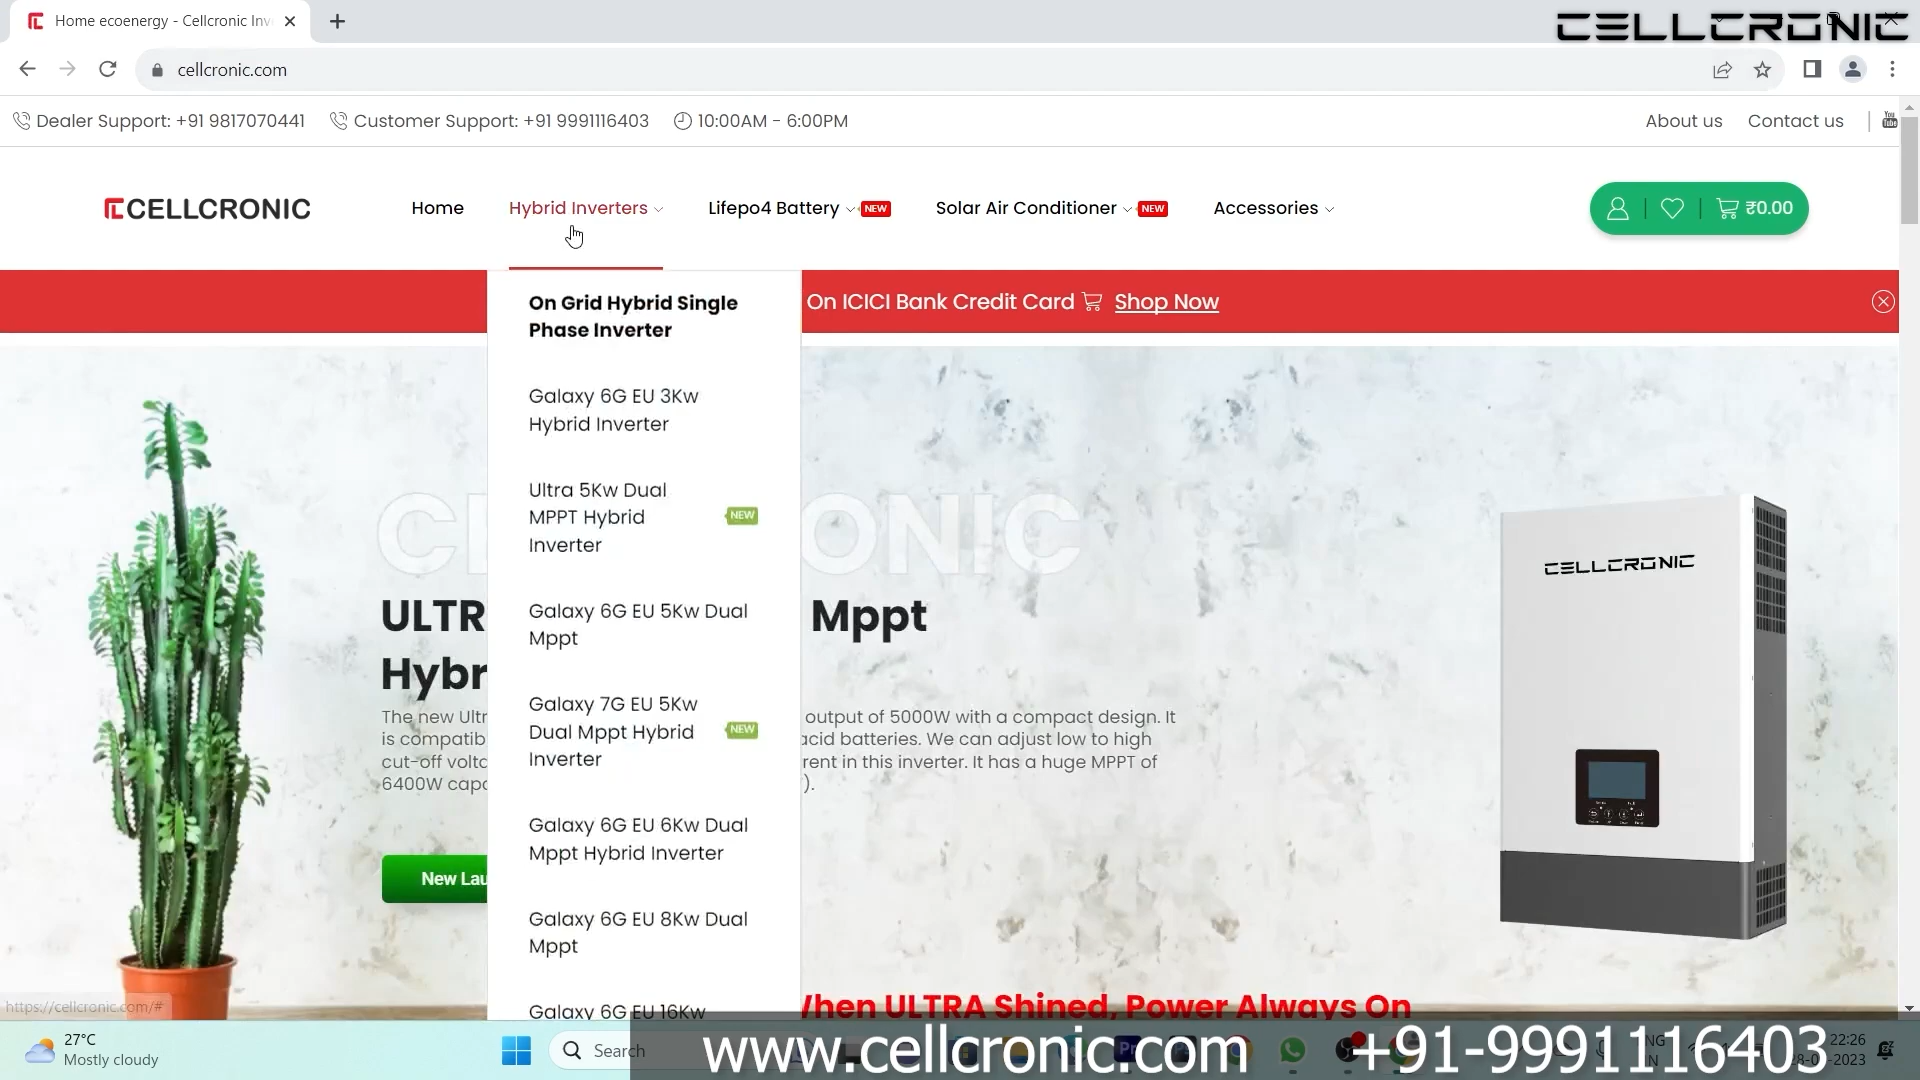 Home ecoenergy - Cellcronic Inv
CELLCRONIC
cellcronic.com
Dealer Support: +91 9817070441
Customer Support: +91 9991116403
10:00AM - 6:00PM
About us
Contact us
You
Tube
CELLCRONIC
Home
Hybrid Inverters
Lifepo4 Battery
NEW
Solar Air Conditioner
NEW
Accessories
₹0.00
On ICICI Bank Credit Card
Shop Now
On Grid Hybrid Single
Phase Inverter
Galaxy 6G EU 3Kw
Hybrid Inverter
Ultra 5Kw Dual
MPPT Hybrid
Inverter
NEW
Galaxy 6G EU 5Kw Dual
Mppt
Galaxy 7G EU 5Kw
Dual Mppt Hybrid
Inverter
NEW
Galaxy 6G EU 6Kw Dual
Mppt Hybrid Inverter
Galaxy 6G EU 8Kw Dual
Mppt
Galaxy 6G EU 16Kw
C ONIC
ULTR Mppt
Hybr
The new Ultr output of 5000W with a compact design. It
is compatib acid batteries. We can adjust low to high
cut-off volta rent in this inverter. It has a huge MPPT of
6400W capa ).
New Lau
CELLCRONIC
When ULTRA Shined, Power Always On
https://cellcronic.com/#
27°C
Mostly cloudy
Search
www.cellcronic.com
+91-9991116403
22:26